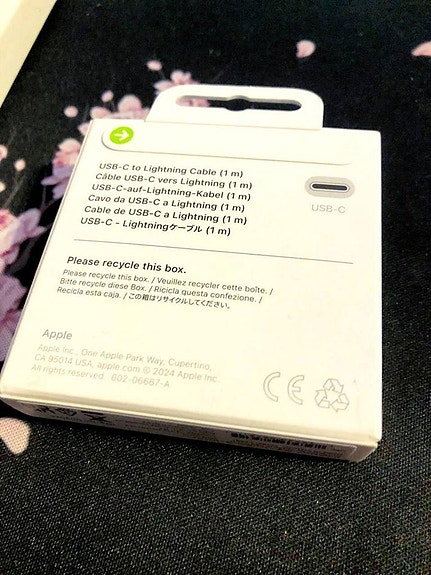 USB-C to Lightning Cable (1 m)
Câble USB-C vers Lightning (1 m)
USB-C-auf-Lightning-Kabel (1 m)
Cavo da USB-C a Lightning (1 m)
Cable de USB-C a Lightning (1 m)
USB-C - Lightningケーブル (1 m)
USB-C
Please recycle this box.
Please recycle this box. / Veuillez recycler cette boîte. /
Bitte recycle diese Box. / Ricicla questa confezione. /
Recicla esta caja. / この箱はリサイクルしてください。
Apple
Apple Inc., One Apple Park Way, Cupertino,
CA 95014 USA. apple.com © 2024 Apple Inc.
All rights reserved. 602-06667-A
CE